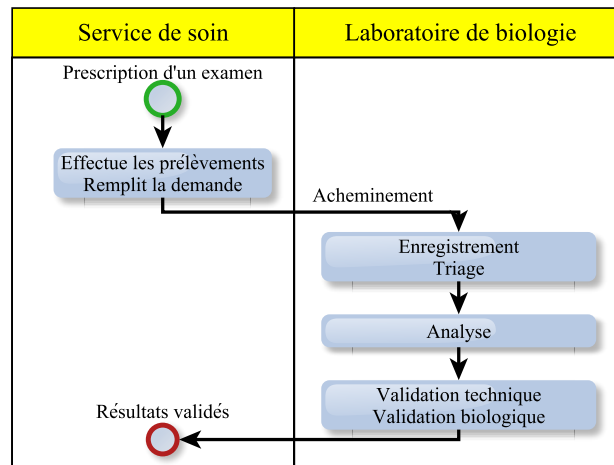 Service de soin
Laboratoire de biologie
Prescription d'un examen
Effectue les prélèvements
Remplit la demande
Acheminement
Enregistrement
Triage
Analyse
Validation technique
Validation biologique
Résultats validés